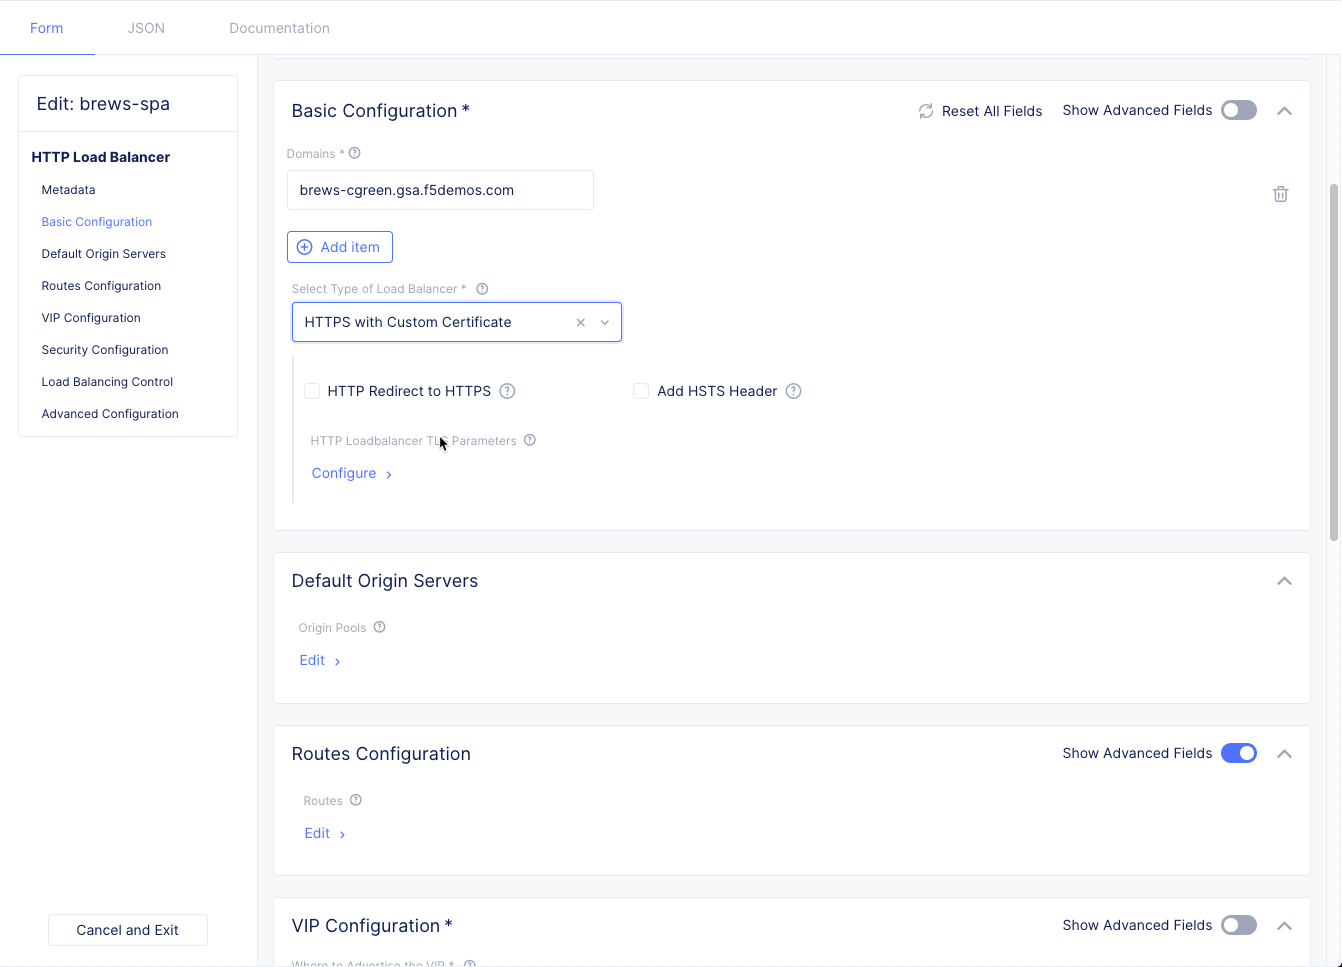 Form
JSON
Documentation
Edit: brews-spa
HTTP Load Balancer
Metadata
Basic Configuration
Default Origin Servers
Routes Configuration
VIP Configuration
Security Configuration
Load Balancing Control
Advanced Configuration
Cancel and Exit
Basic Configuration *
Reset All Fields
Show Advanced Fields
Domains *
brews-cgreen.gsa.f5demos.com
Add item
Select Type of Load Balancer *
HTTPS with Custom Certificate
HTTP Redirect to HTTPS
Add HSTS Header
HTTP Loadbalancer TLS Parameters
Configure
Default Origin Servers
Origin Pools
Edit
Routes Configuration
Show Advanced Fields
Routes
Edit
VIP Configuration *
Show Advanced Fields
Where to Advertise the VIP *